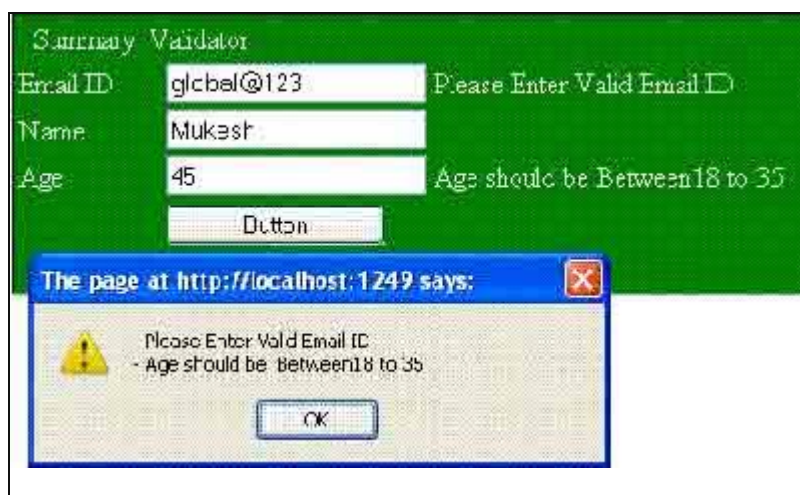 Summary Validator
Email ID global@123 Please Enter Valid Email ID
Name Mukesh
Age 45 Age should be Between18 to 35
Button
The page at http://localhost:1249 says:
- Please Enter Valid Email ID
- Age should be Between18 to 35
OK